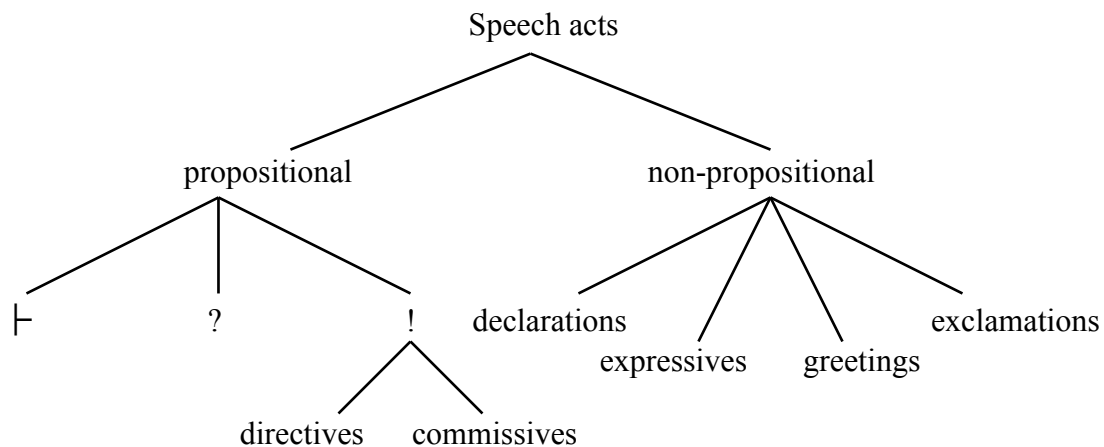 Speech acts
propositional non-propositional
⊢ ? ! declarations exclamations
expressives greetings
directives commissives